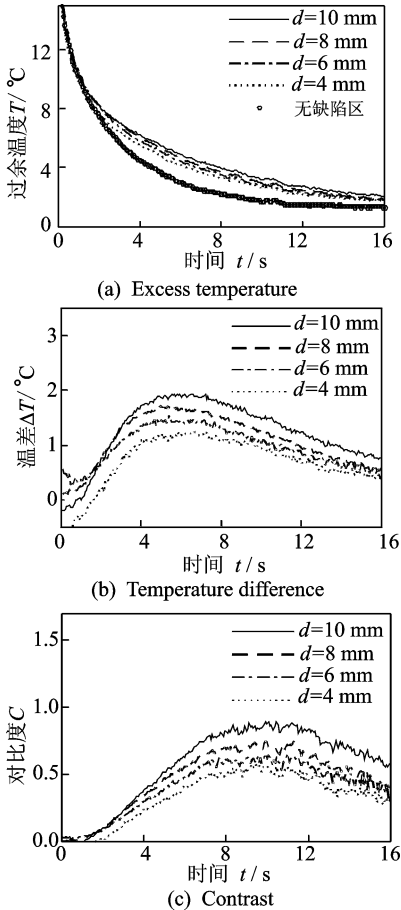 d=10 mm
d=8 mm
d=6 mm
d=4 mm
无缺陷区
过余温度T/℃
12
8
4
0
0 4 8 12 16
时间 t/s
(a) Excess temperature
d=10 mm
d=8 mm
d=6 mm
d=4 mm
温差ΔT/℃
3
2
1
0
0 4 8 12 16
时间 t/s
(b) Temperature difference
d=10 mm
d=8 mm
d=6 mm
d=4 mm
对比度C
1.5
1.0
0.5
0.0
0 4 8 12 16
时间 t/s
(c) Contrast